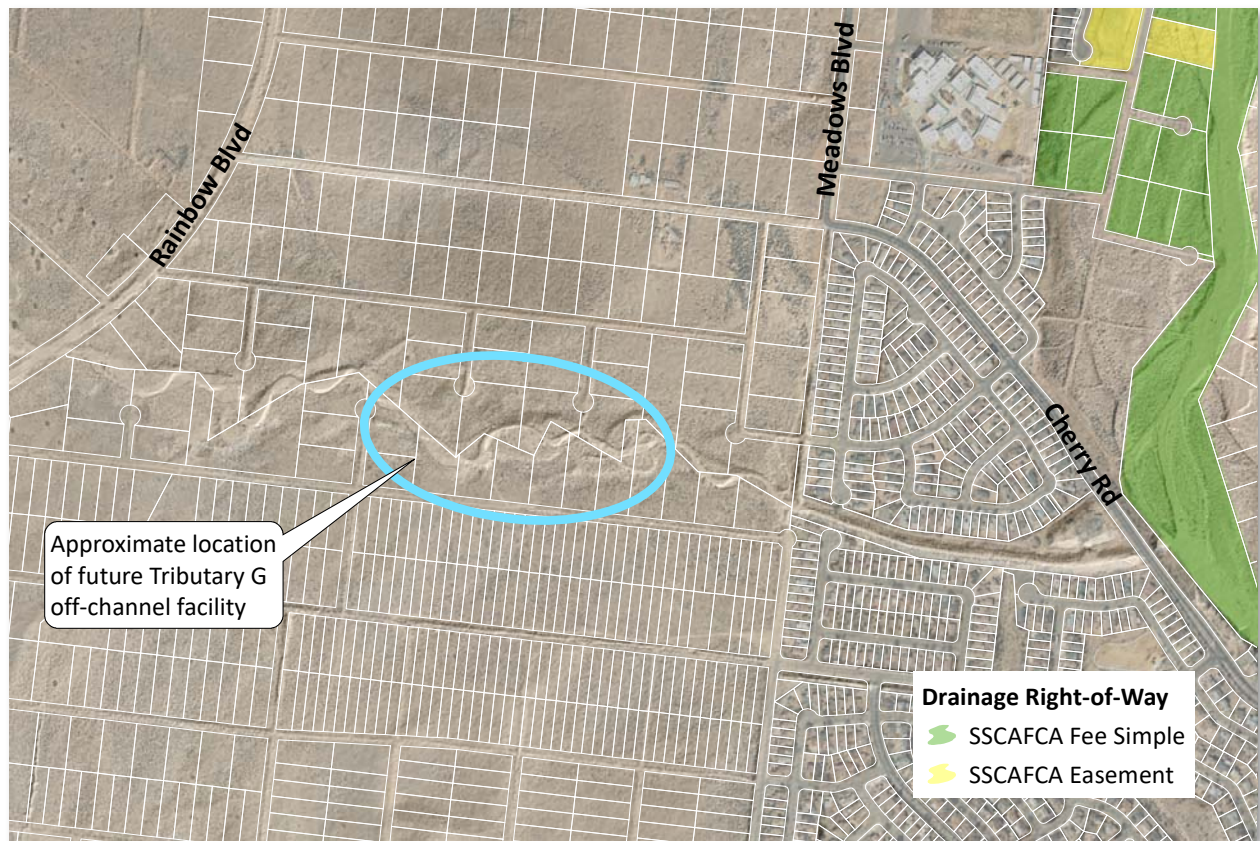 Rainbow Blvd
Meadows Blvd
Cherry Rd
Approximate location
of future Tributary G
off-channel facility
Drainage Right-of-Way
SSCAFCA Fee Simple
SSCAFCA Easement